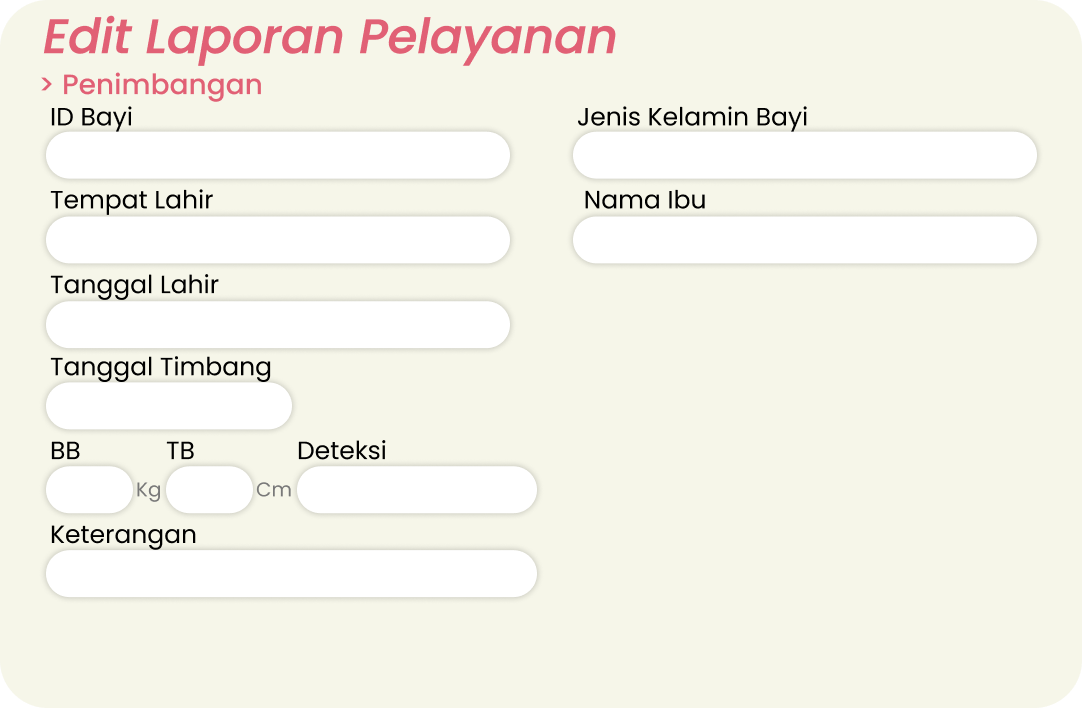 Edit Laporan Pelayanan
> Penimbangan
ID Bayi
Jenis Kelamin Bayi
Tempat Lahir
Nama Ibu
Tanggal Lahir
Tanggal Timbang
BB TB Deteksi
Kg Cm
Keterangan